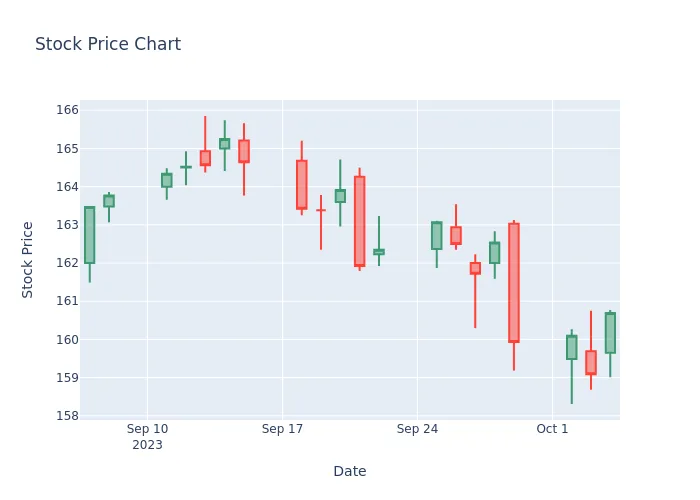 Stock Price Chart
166
165
164
163
162
161
160
159
158
Stock Price
Sep 10
2023
Sep 17
Sep 24
Oct 1
Date